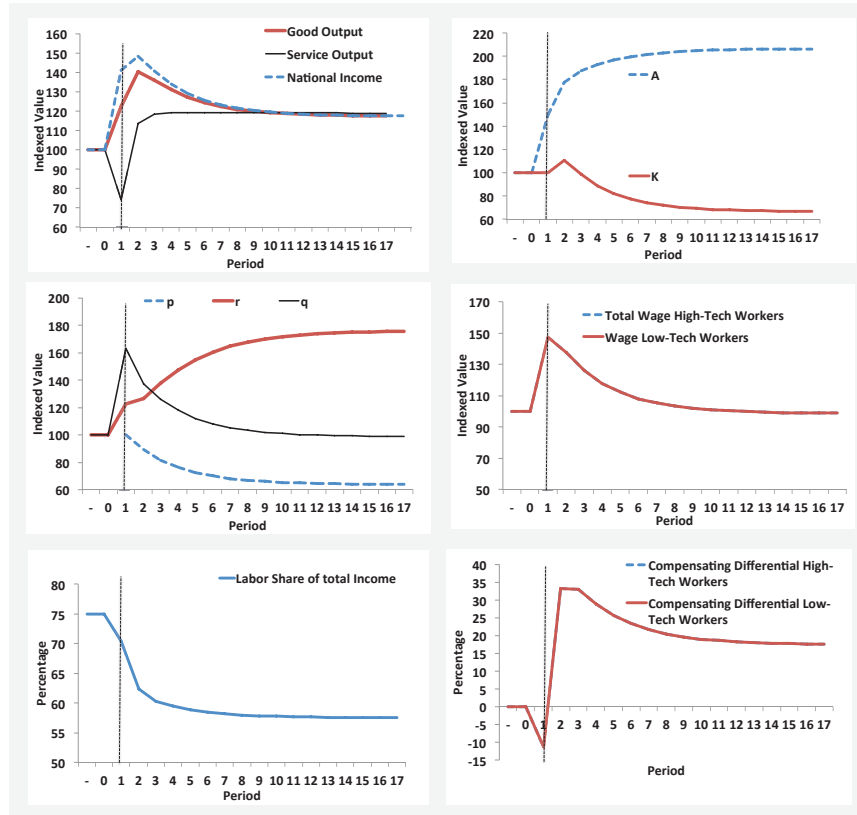 160
150
140
130
120
110
100
90
80
70
60
Indexed Value
Good Output
Service Output
National Income
- 0 1 2 3 4 5 6 7 8 9 10 11 12 13 14 15 16 17
Period
220
200
180
160
140
120
100
80
60
Indexed Value
A
K
- 0 1 2 3 4 5 6 7 8 9 10 11 12 13 14 15 16 17
Period
200
180
160
140
120
100
80
60
Indexed Value
p r q
- 0 1 2 3 4 5 6 7 8 9 10 11 12 13 14 15 16 17
Period
170
150
130
110
90
70
50
Indexed Value
Total Wage High-Tech Workers
Wage Low-Tech Workers
- 0 1 2 3 4 5 6 7 8 9 10 11 12 13 14 15 16 17
Period
80
75
70
65
60
55
50
Percentage
Labor Share of total Income
- 0 1 2 3 4 5 6 7 8 9 10 11 12 13 14 15 16 17
Period
40
35
30
25
20
15
10
5
0
-5
-10
-15
Percentage
Compensating Differential High-
Tech Workers
Compensating Differential Low-
Tech Workers
- 0 1 2 3 4 5 6 7 8 9 10 11 12 13 14 15 16 17
Period